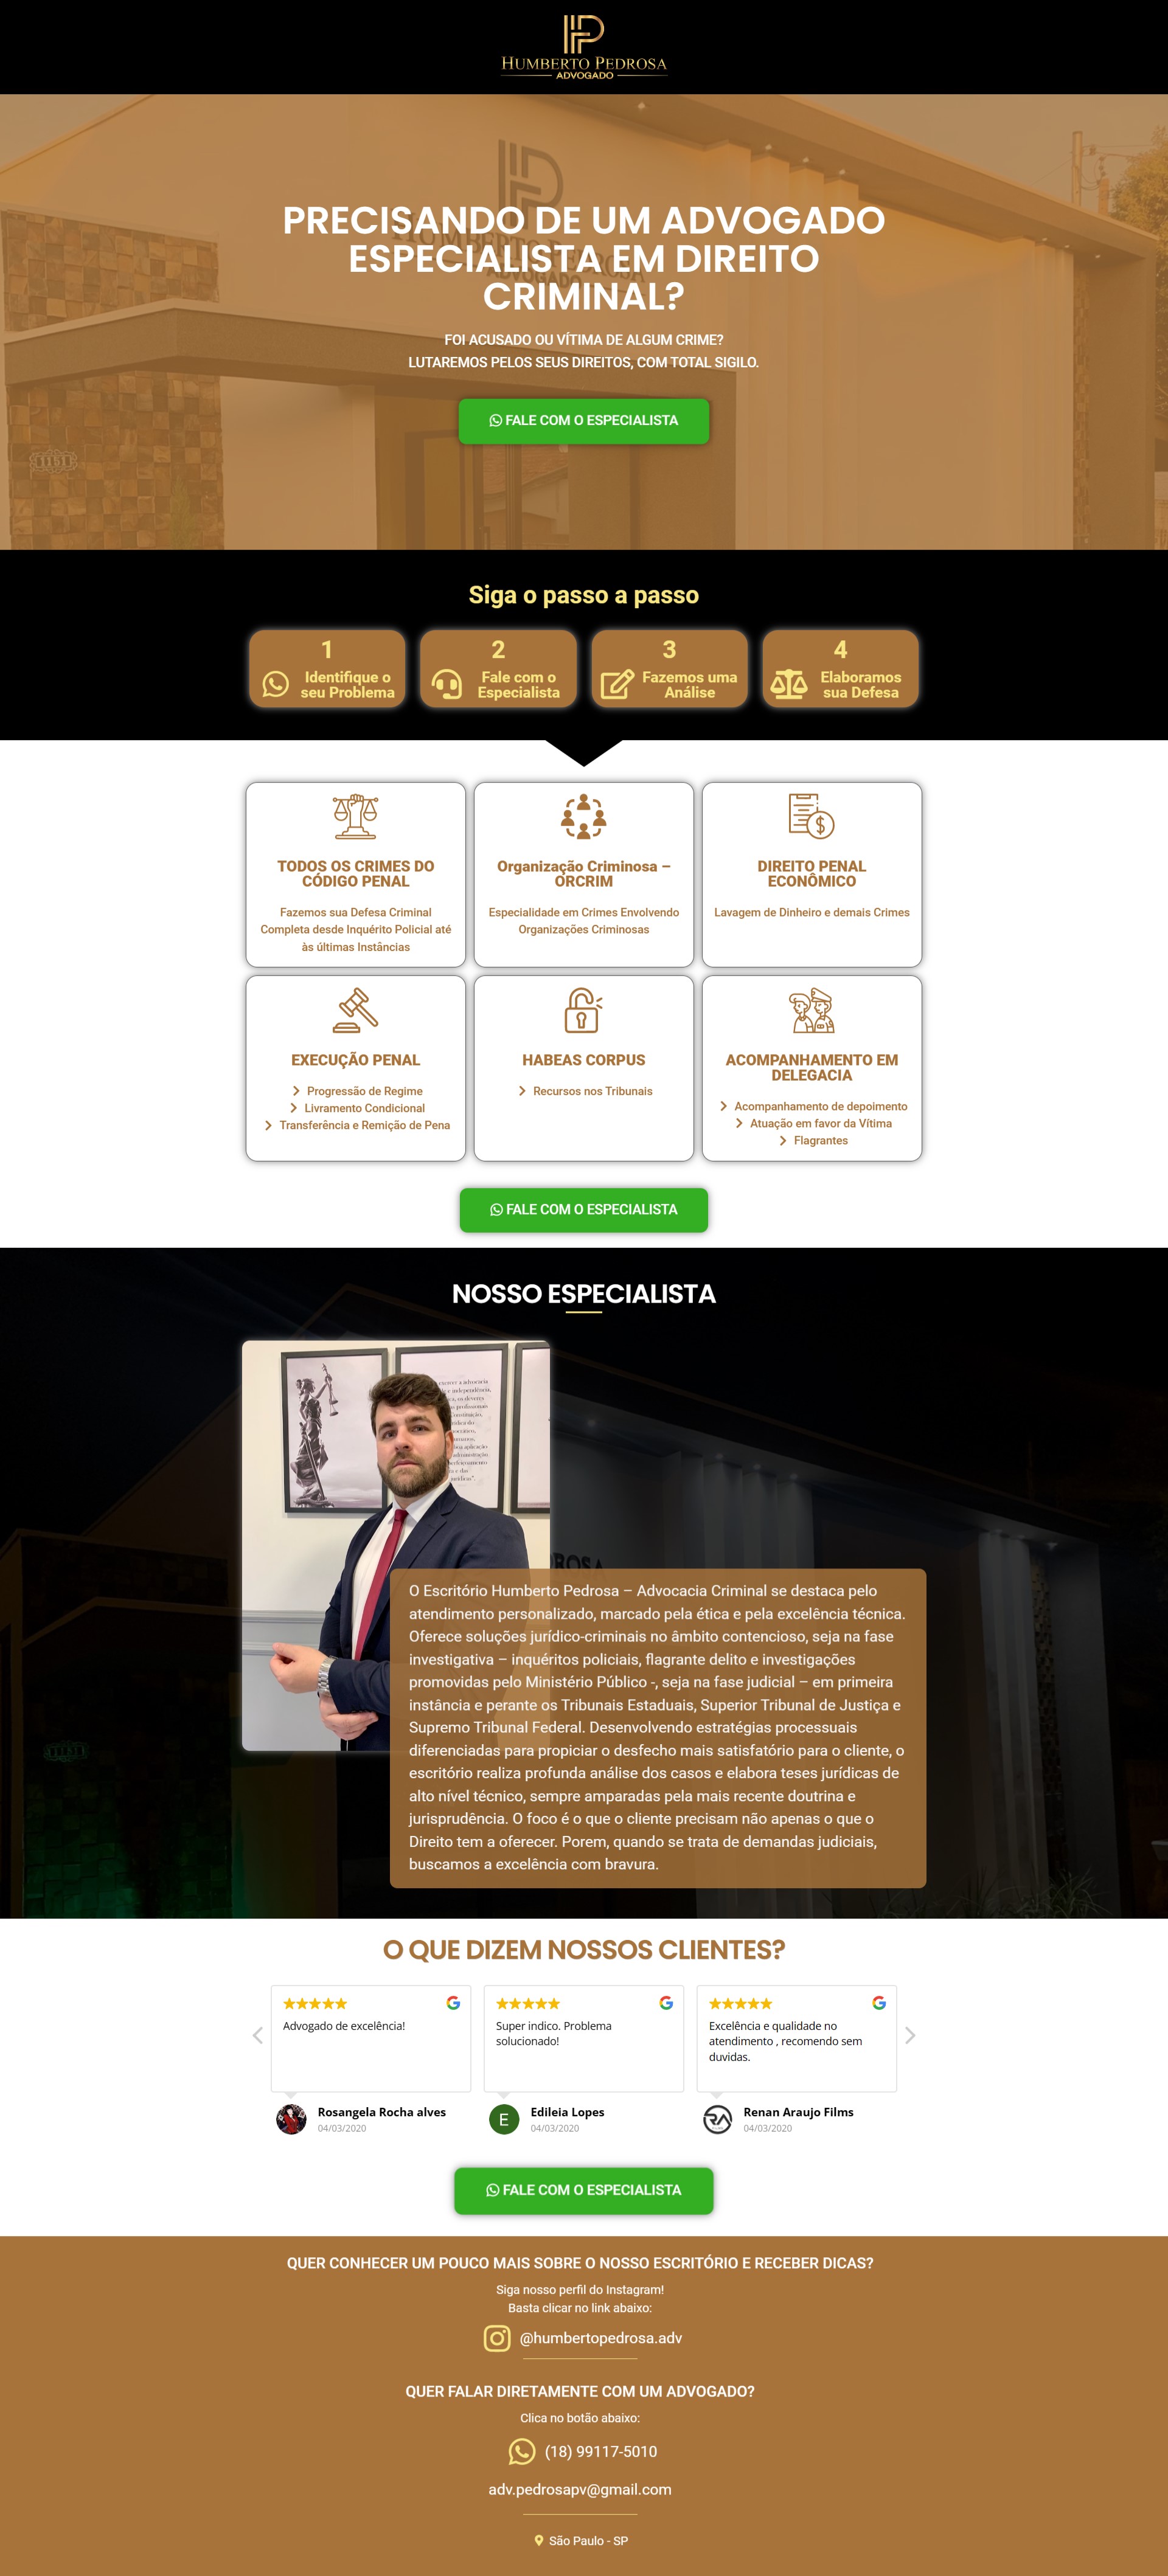 HUMBERTO PEDROSA
ADVOGADO
HUMBERTO PEDROSA
ADVOGADO
PRECISANDO DE UM ADVOGADO
ESPECIALISTA EM DIREITO
CRIMINAL?
FOI ACUSADO OU VÍTIMA DE ALGUM CRIME?
LUTAREMOS PELOS SEUS DIREITOS, COM TOTAL SIGILO.
FALE COM O ESPECIALISTA
1151
Siga o passo a passo
1
Identifique o
seu Problema
2
Fale com o
Especialista
3
Fazemos uma
Análise
4
Elaboramos
sua Defesa
TODOS OS CRIMES DO
CÓDIGO PENAL
Fazemos sua Defesa Criminal
Completa desde Inquérito Policial até
às últimas Instâncias
Organização Criminosa –
ORCRIM
Especialidade em Crimes Envolvendo
Organizações Criminosas
DIREITO PENAL
ECONÔMICO
Lavagem de Dinheiro e demais Crimes
EXECUÇÃO PENAL
Progressão de Regime
Livramento Condicional
Transferência e Remição de Pena
HABEAS CORPUS
Recursos nos Tribunais
ACOMPANHAMENTO EM
DELEGACIA
Acompanhamento de depoimento
Atuação em favor da Vítima
Flagrantes
FALE COM O ESPECIALISTA
NOSSO ESPECIALISTA
O Escritório Humberto Pedrosa – Advocacia Criminal se destaca pelo
atendimento personalizado, marcado pela ética e pela excelência técnica.
Oferece soluções jurídico-criminais no âmbito contencioso, seja na fase
investigativa – inquéritos policiais, flagrante delito e investigações
promovidas pelo Ministério Público -, seja na fase judicial – em primeira
instância e perante os Tribunais Estaduais, Superior Tribunal de Justiça e
Supremo Tribunal Federal. Desenvolvendo estratégias processuais
diferenciadas para propiciar o desfecho mais satisfatório para o cliente, o
escritório realiza profunda análise dos casos e elabora teses jurídicas de
alto nível técnico, sempre amparadas pela mais recente doutrina e
jurisprudência. O foco é o que o cliente precisam não apenas o que o
Direito tem a oferecer. Porem, quando se trata de demandas judiciais,
buscamos a excelência com bravura.
O QUE DIZEM NOSSOS CLIENTES?
Advogado de excelência!
Rosangela Rocha alves
04/03/2020
Super indico. Problema
solucionado!
E
Edileia Lopes
04/03/2020
Excelência e qualidade no
atendimento , recomendo sem
duvidas.
RA
Renan Araujo Films
04/03/2020
FALE COM O ESPECIALISTA
QUER CONHECER UM POUCO MAIS SOBRE O NOSSO ESCRITÓRIO E RECEBER DICAS?
Siga nosso perfil do Instagram!
Basta clicar no link abaixo:
@humbertopedrosa.adv
QUER FALAR DIRETAMENTE COM UM ADVOGADO?
Clica no botão abaixo:
(18) 99117-5010
adv.pedrosapv@gmail.com
São Paulo - SP